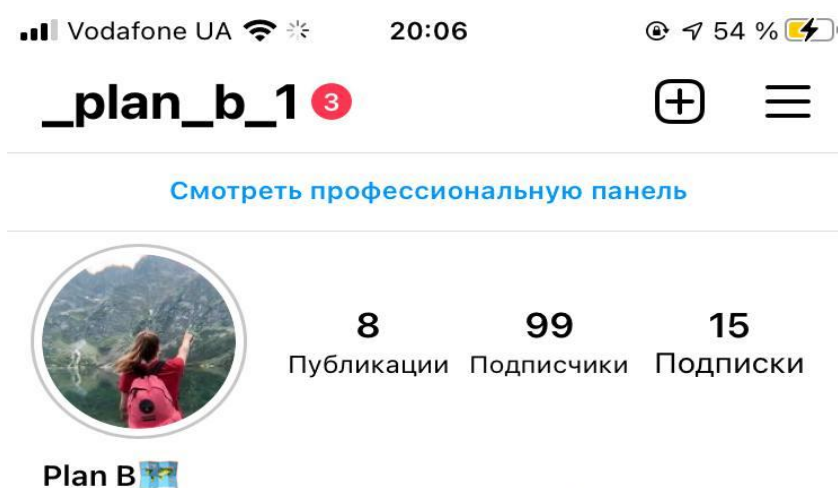 Vodafone UA 20:06 54 %
_plan_b_1 3
Смотреть профессиональную панель
8 99 15
Публикации Подписчики Подписки
Plan B